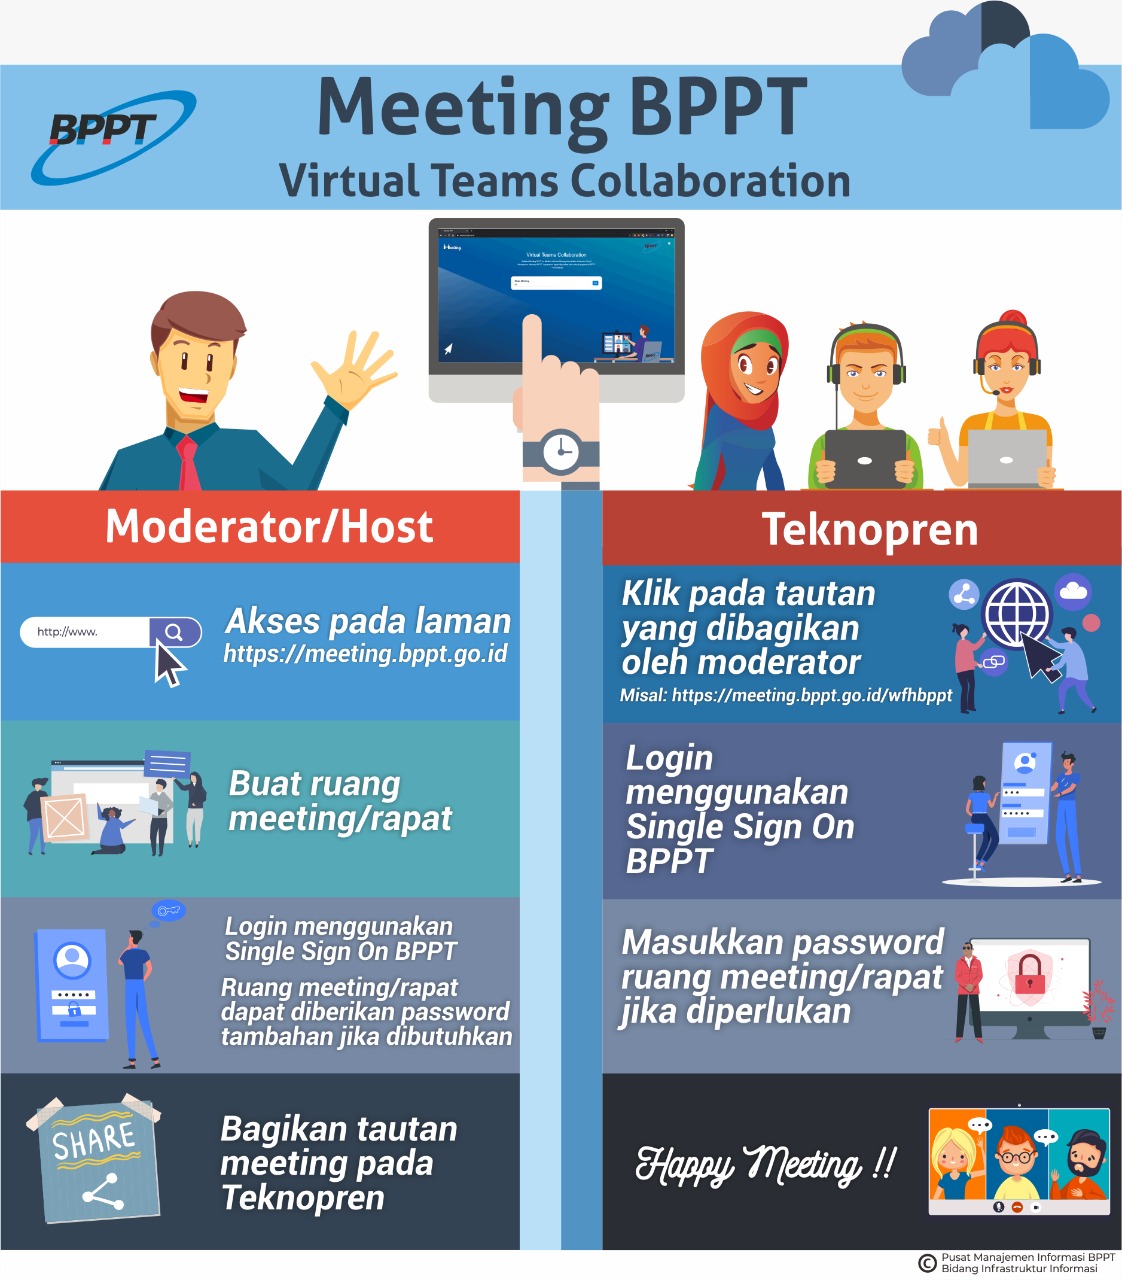 BPPT
Meeting BPPT
Virtual Teams Collaboration
Virtual Teams Collaboration
Moderator/Host
http://www.
Akses pada laman
https://meeting.bppt.go.id
Buat ruang
meeting/rapat
Login menggunakan
Single Sign On BPPT
Ruang meeting/rapat
dapat diberikan password
tambahan jika dibutuhkan
SHARE
Bagikan tautan
meeting pada
Teknopren
Teknopren
Klik pada tautan
yang dibagikan
oleh moderator
Misal: https://meeting.bppt.go.id/wfhbppt
Login
menggunakan
Single Sign On
BPPT
Masukkan password
ruang meeting/rapat
jika diperlukan
Happy Meeting !!
© Pusat Manajemen Informasi BPPT
Bidang Infrastruktur Informasi